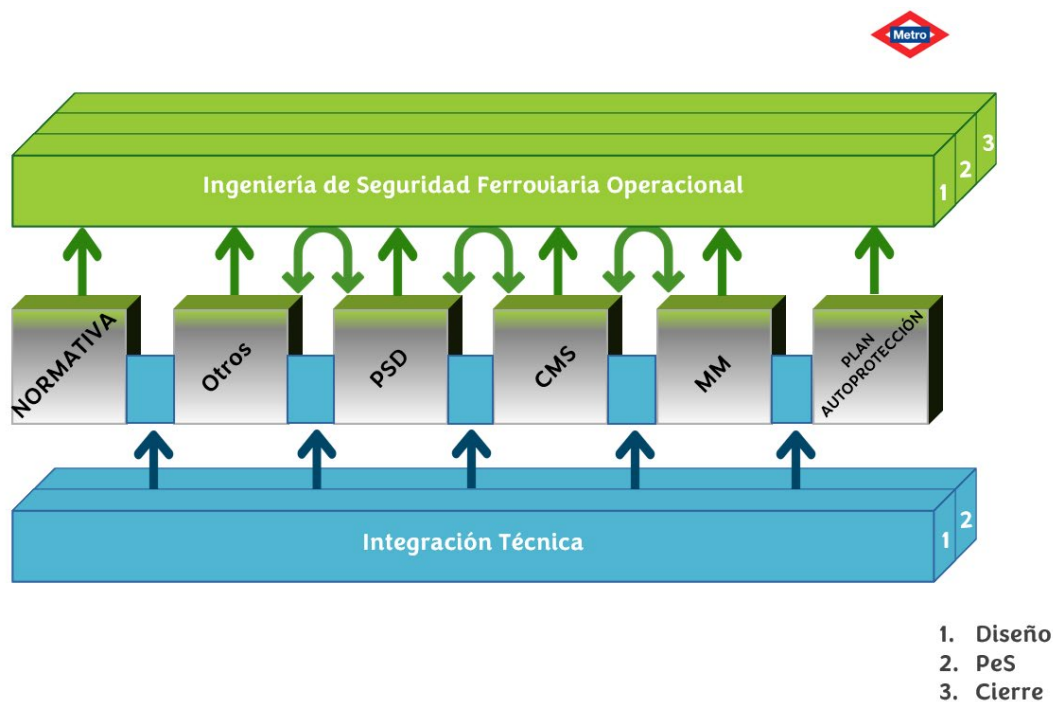 Metro
3
2
Ingeniería de Seguridad Ferroviaria Operacional
1
NORMATIVA
Otros
PSD
CMS
MM
PLAN
AUTOPROTECCIÓN
2
Integración Técnica
1
1. Diseño
2. PeS
3. Cierre